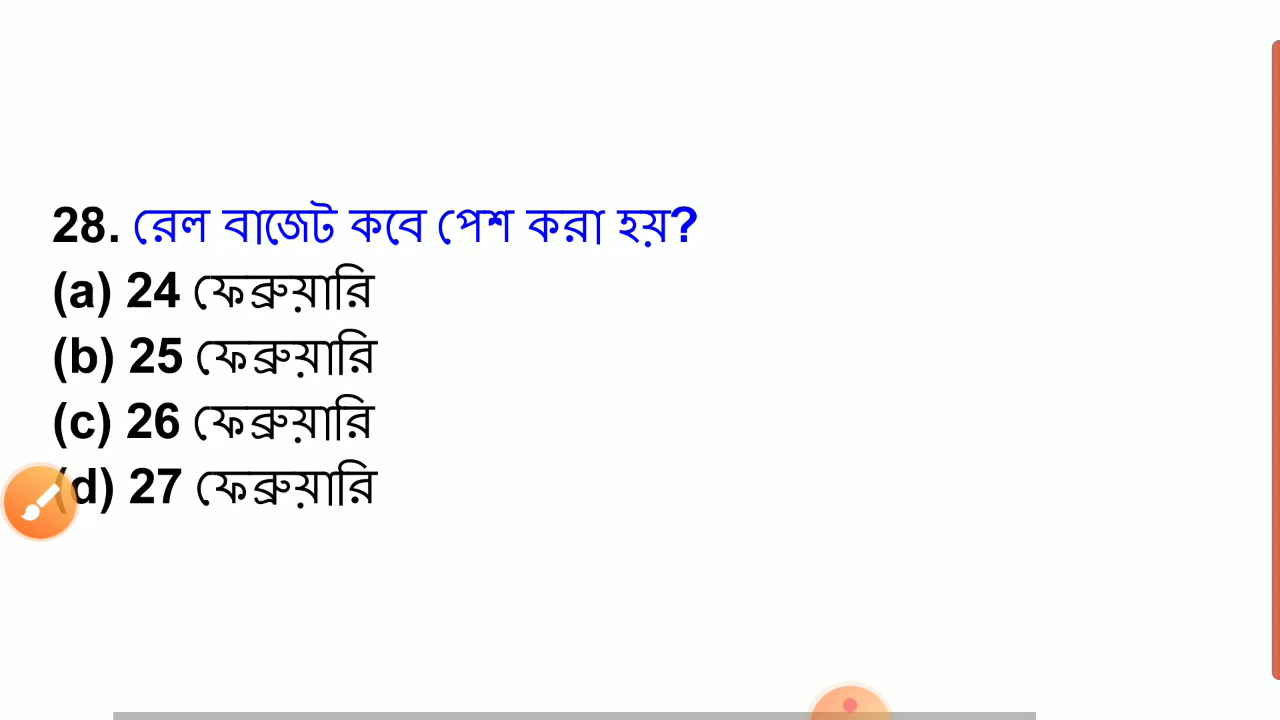 28. রেল বাজেট কবে পেশ করা হয়?
(a) 24 ফেব্রুয়ারি
(b) 25 ফেব্রুয়ারি
(c) 26 ফেব্রুয়ারি
(d) 27 ফেব্রুয়ারি